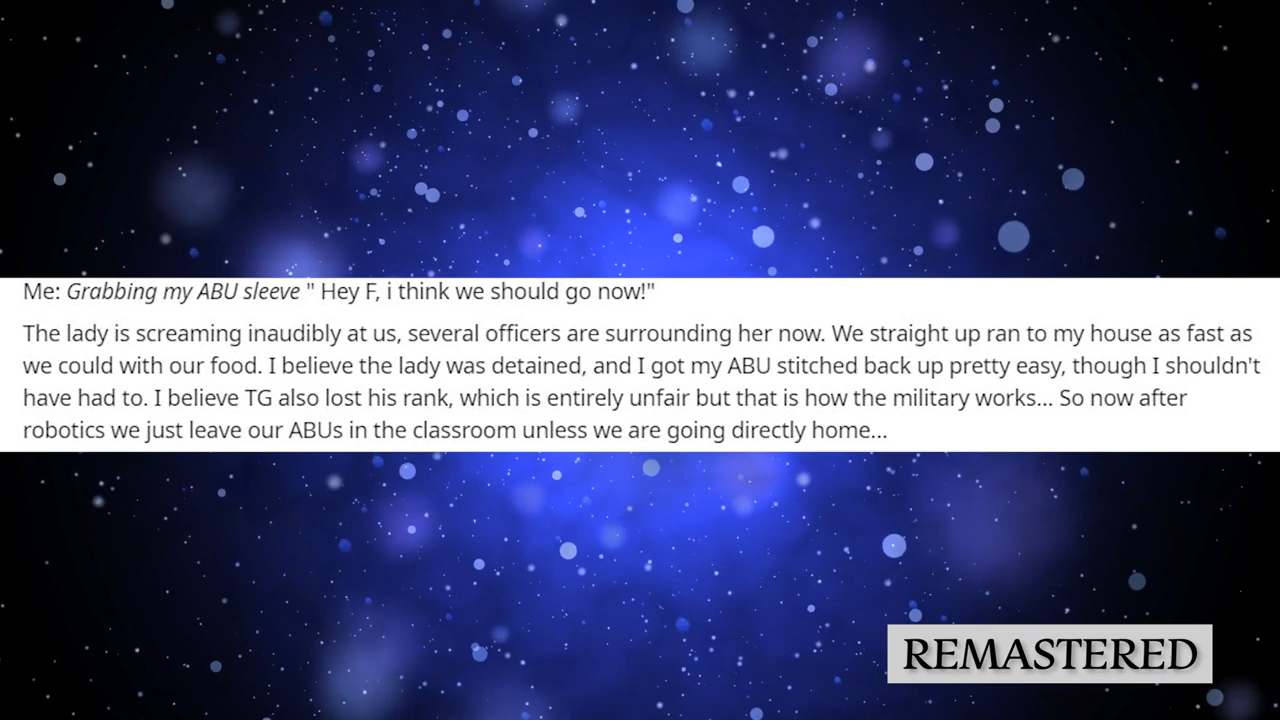 Me: Grabbing my ABU sleeve " Hey F, i think we should go now!"
The lady is screaming inaudibly at us, several officers are surrounding her now. We straight up ran to my house as fast as
we could with our food. I believe the lady was detained, and I got my ABU stitched back up pretty easy, though I shouldn't
have had to. I believe TG also lost his rank, which is entirely unfair but that is how the military works... So now after
robotics we just leave our ABUs in the classroom unless we are going directly home...
REMASTERED